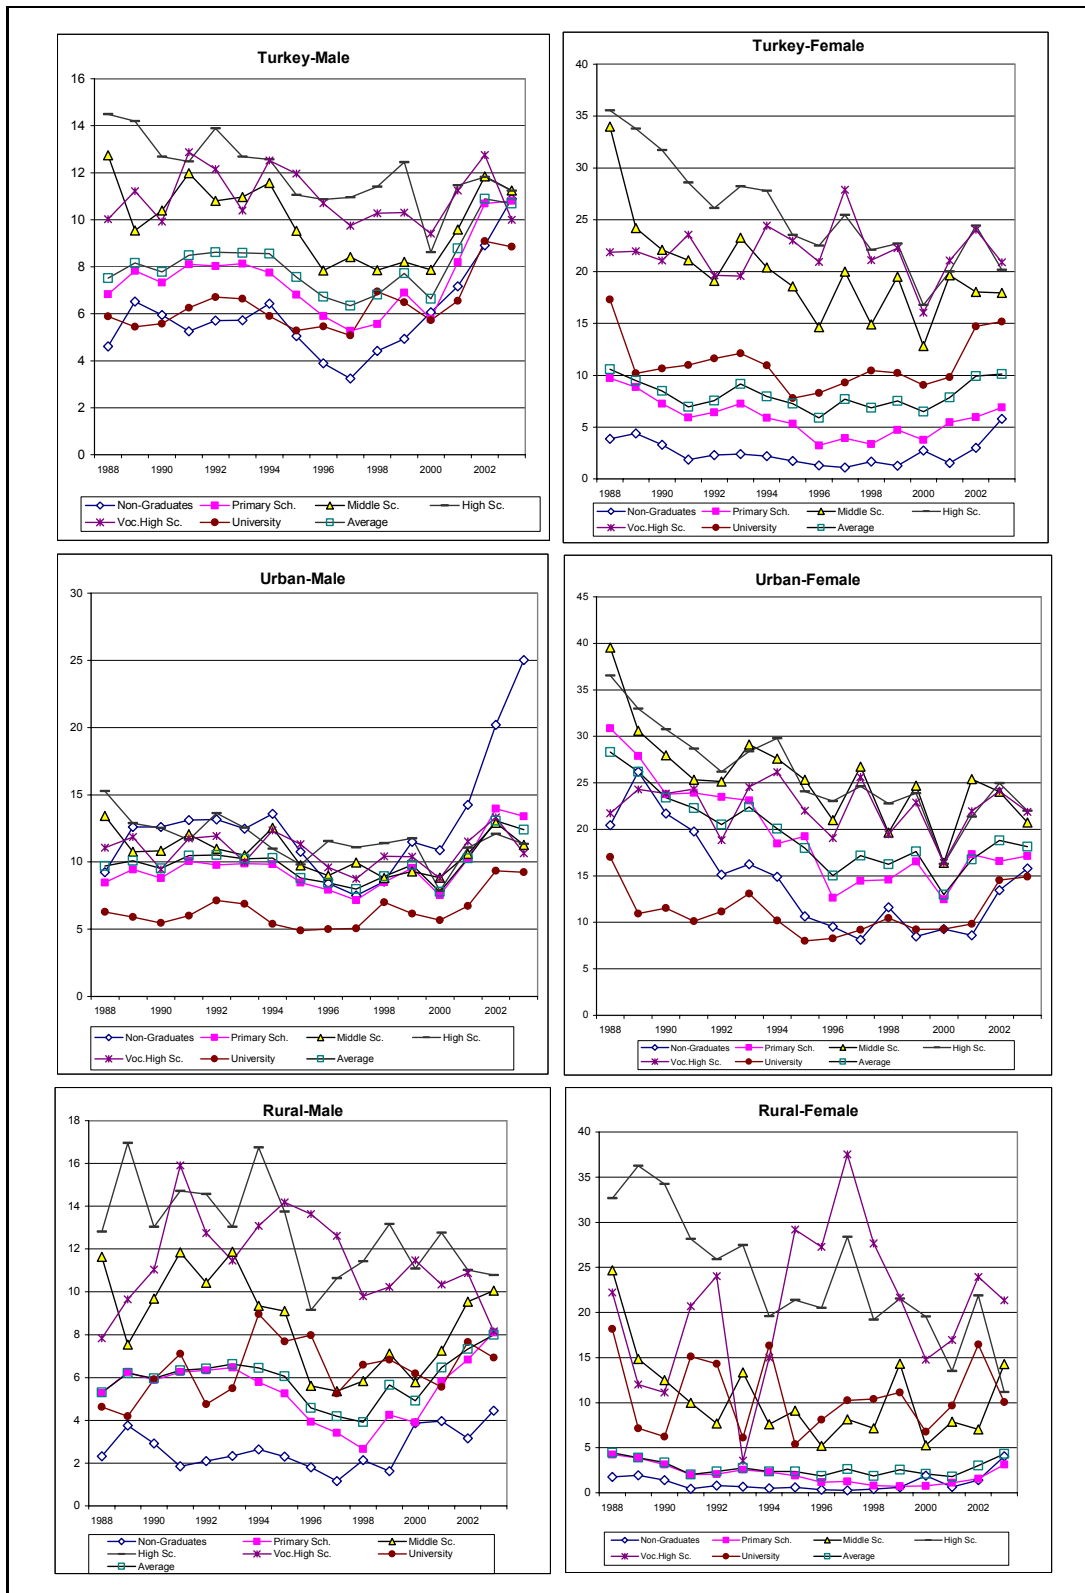 Turkey-Male
16
14
12
10
8
6
4
2
0
1988 1990 1992 1994 1996 1998 2000 2002
Non-Graduates Primary Sch. Middle Sc. High Sc.
Voc.High Sc. University Average
Turkey-Female
40
35
30
25
20
15
10
5
0
1988 1990 1992 1994 1996 1998 2000 2002
Non-Graduates Primary Sch. Middle Sc. High Sc.
Voc.High Sc. University Average
Urban-Male
30
25
20
15
10
5
0
1988 1990 1992 1994 1996 1998 2000 2002
Non-Graduates Primary Sch. Middle Sc. High Sc.
Voc.High Sc. University Average
Urban-Female
45
40
35
30
25
20
15
10
5
0
1988 1990 1992 1994 1996 1998 2000 2002
Non-Graduates Primary Sch. Middle Sc. High Sc.
Voc.High Sc. University Average
Rural-Male
18
16
14
12
10
8
6
4
2
0
1988 1990 1992 1994 1996 1998 2000 2002
Non-Graduates Primary Sch. Middle Sc.
High Sc. Voc.High Sc. University
Average
Rural-Female
40
35
30
25
20
15
10
5
0
1988 1990 1992 1994 1996 1998 2000 2002
Non-Graduates Primary Sch. Middle Sc. High Sc.
Voc.High Sc. University Average